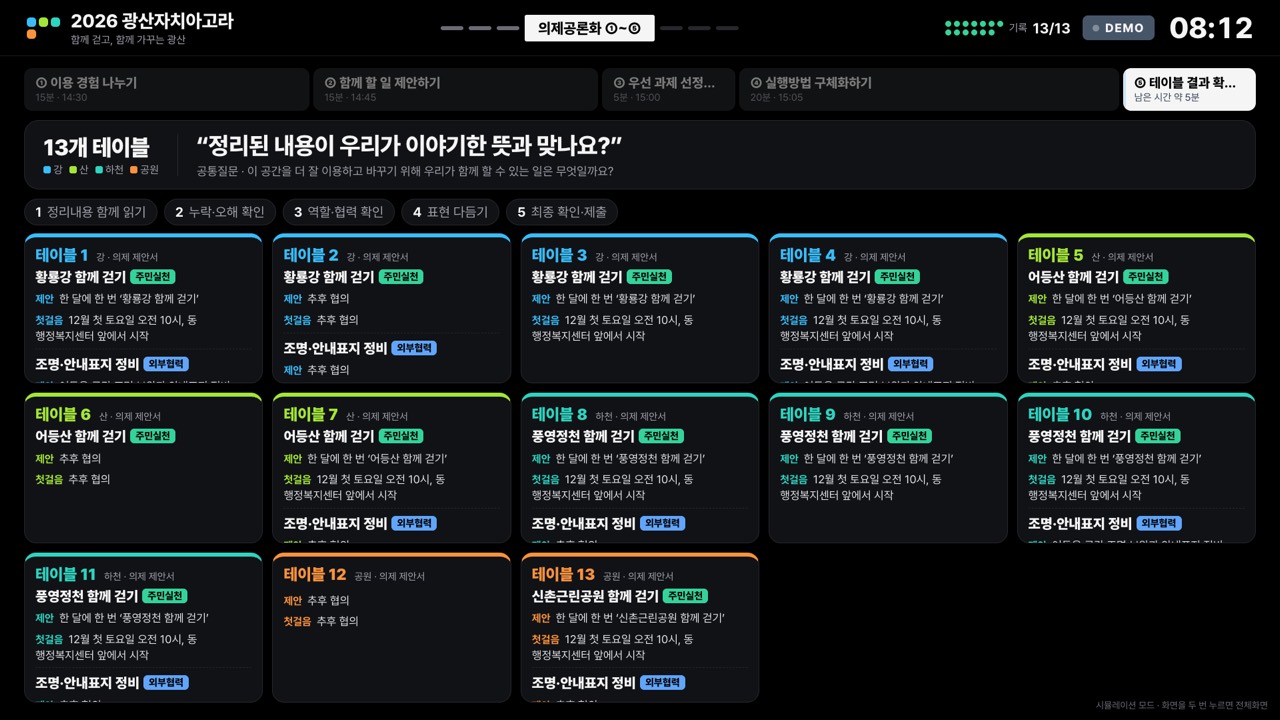 2026 광산자치아고라
함께 걷고, 함께 가꾸는 광산
의제공론화 ①~⑤
기록 13/13
DEMO
08:12
① 이용 경험 나누기
15분 · 14:30
② 함께 할 일 제안하기
15분 · 14:45
③ 우선 과제 선정…
5분 · 15:00
④ 실행방법 구체화하기
20분 · 15:05
⑤ 테이블 결과 확…
남은 시간 약 5분
13개 테이블
강 산 하천 공원
“정리된 내용이 우리가 이야기한 뜻과 맞나요?”
공통질문 · 이 공간을 더 잘 이용하고 바꾸기 위해 우리가 함께 할 수 있는 일은 무엇일까요?
1 정리내용 함께 읽기
2 누락·오해 확인
3 역할·협력 확인
4 표현 다듬기
5 최종 확인·제출
테이블 1 강 · 의제 제안서
황룡강 함께 걷기 주민실천
제안 한 달에 한 번 ‘황룡강 함께 걷기’
첫걸음 12월 첫 토요일 오전 10시, 동
행정복지센터 앞에서 시작
조명·안내표지 정비 외부협력
테이블 2 강 · 의제 제안서
황룡강 함께 걷기 주민실천
제안 추후 협의
첫걸음 추후 협의
조명·안내표지 정비 외부협력
제안 추후 협의
테이블 3 강 · 의제 제안서
황룡강 함께 걷기 주민실천
제안 한 달에 한 번 ‘황룡강 함께 걷기’
첫걸음 12월 첫 토요일 오전 10시, 동
행정복지센터 앞에서 시작
테이블 4 강 · 의제 제안서
황룡강 함께 걷기 주민실천
제안 한 달에 한 번 ‘황룡강 함께 걷기’
첫걸음 12월 첫 토요일 오전 10시, 동
행정복지센터 앞에서 시작
조명·안내표지 정비 외부협력
테이블 5 산 · 의제 제안서
어등산 함께 걷기 주민실천
제안 한 달에 한 번 ‘어등산 함께 걷기’
첫걸음 12월 첫 토요일 오전 10시, 동
행정복지센터 앞에서 시작
조명·안내표지 정비 외부협력
테이블 6 산 · 의제 제안서
어등산 함께 걷기 주민실천
제안 추후 협의
첫걸음 추후 협의
테이블 7 산 · 의제 제안서
어등산 함께 걷기 주민실천
제안 한 달에 한 번 ‘어등산 함께 걷기’
첫걸음 12월 첫 토요일 오전 10시, 동
행정복지센터 앞에서 시작
조명·안내표지 정비 외부협력
테이블 8 하천 · 의제 제안서
풍영정천 함께 걷기 주민실천
제안 한 달에 한 번 ‘풍영정천 함께 걷기’
첫걸음 12월 첫 토요일 오전 10시, 동
행정복지센터 앞에서 시작
조명·안내표지 정비 외부협력
테이블 9 하천 · 의제 제안서
풍영정천 함께 걷기 주민실천
제안 한 달에 한 번 ‘풍영정천 함께 걷기’
첫걸음 12월 첫 토요일 오전 10시, 동
행정복지센터 앞에서 시작
테이블 10 하천 · 의제 제안서
풍영정천 함께 걷기 주민실천
제안 한 달에 한 번 ‘풍영정천 함께 걷기’
첫걸음 12월 첫 토요일 오전 10시, 동
행정복지센터 앞에서 시작
조명·안내표지 정비 외부협력
테이블 11 하천 · 의제 제안서
풍영정천 함께 걷기 주민실천
제안 한 달에 한 번 ‘풍영정천 함께 걷기’
첫걸음 12월 첫 토요일 오전 10시, 동
행정복지센터 앞에서 시작
조명·안내표지 정비 외부협력
테이블 12 공원 · 의제 제안서
제안 추후 협의
첫걸음 추후 협의
테이블 13 공원 · 의제 제안서
신촌근린공원 함께 걷기 주민실천
제안 한 달에 한 번 ‘신촌근린공원 함께 걷기’
첫걸음 12월 첫 토요일 오전 10시, 동
행정복지센터 앞에서 시작
조명·안내표지 정비 외부협력
시뮬레이션 모드 · 화면을 두 번 누르면 전체화면